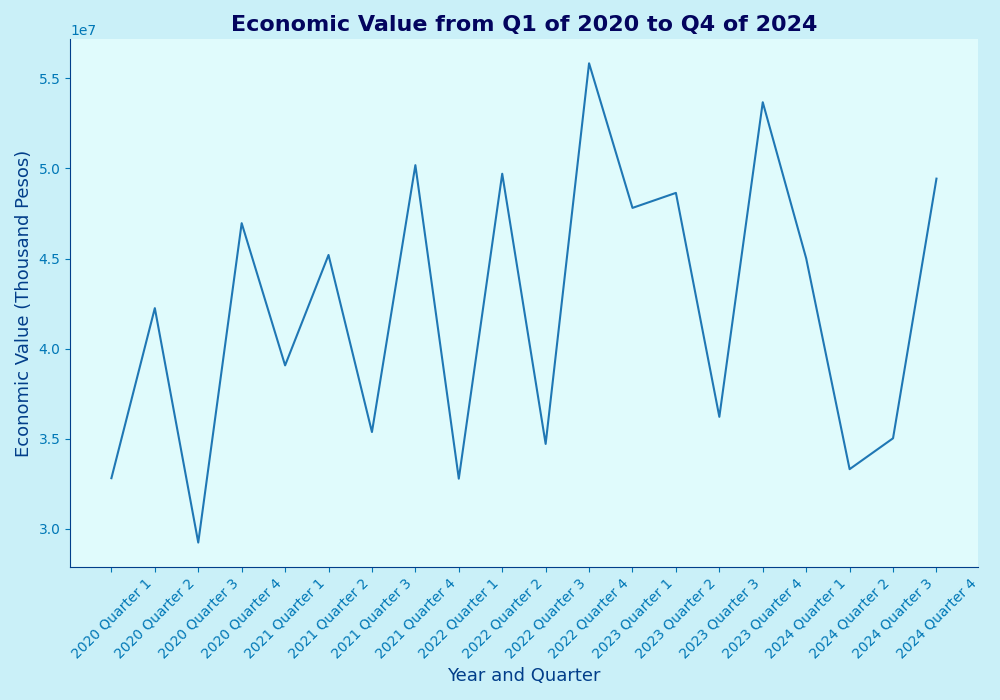 Economic Value from Q1 of 2020 to Q4 of 2024
1e7
5.5
5.0
4.5
4.0
3.5
3.0
Economic Value (Thousand Pesos)
2020 Quarter 1
2020 Quarter 2
2020 Quarter 3
2020 Quarter 4
2021 Quarter 1
2021 Quarter 2
2021 Quarter 3
2021 Quarter 4
2022 Quarter 1
2022 Quarter 2
2022 Quarter 3
2022 Quarter 4
2023 Quarter 1
2023 Quarter 2
2023 Quarter 3
2023 Quarter 4
2024 Quarter 1
2024 Quarter 2
2024 Quarter 3
2024 Quarter 4
Year and Quarter